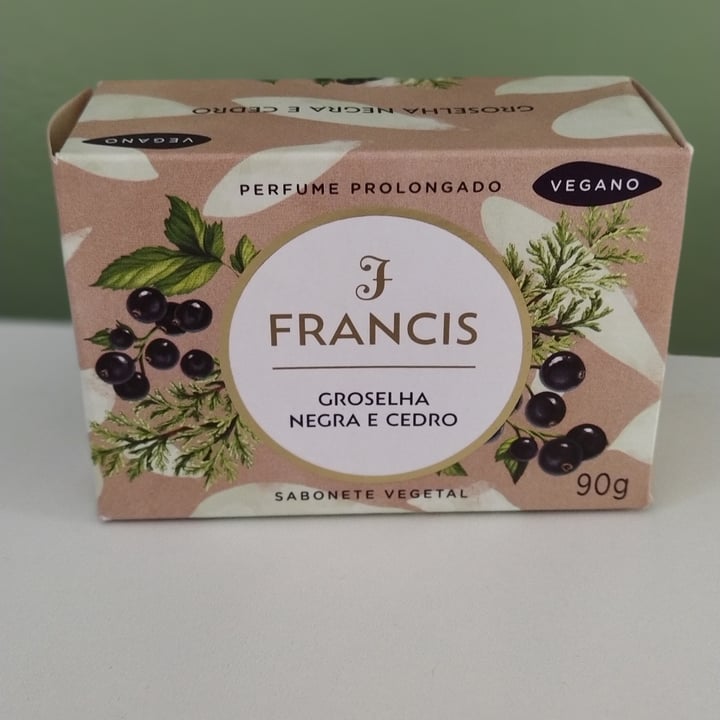 GROSELHA NEGRA E CEDRO
VEGANO
PERFUME PROLONGADO
VEGANO
F
FRANCIS
GROSELHA
NEGRA E CEDRO
SABONETE VEGETAL
90g